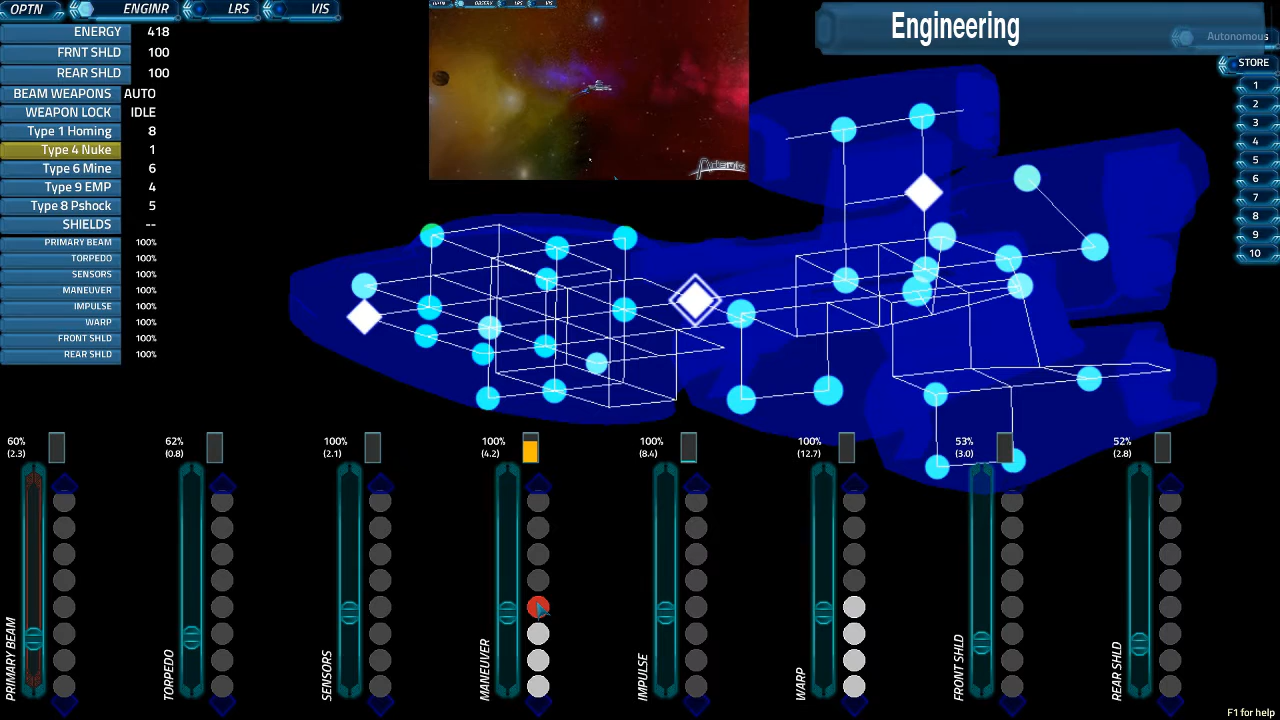 OPTN ENGINR LRS VIS
Engineering
Autonomous
ENERGY 418
FRNT SHLD 100
REAR SHLD 100
BEAM WEAPONS AUTO
WEAPON LOCK IDLE
Type 1 Homing 8
Type 4 Nuke 1
Type 6 Mine 6
Type 9 EMP 4
Type 8 Pshock 5
SHIELDS --
PRIMARY BEAM 100%
TORPEDO 100%
SENSORS 100%
MANEUVER 100%
IMPULSE 100%
WARP 100%
FRONT SHLD 100%
REAR SHLD 100%
OPTN LRS VIS
Artemis
STORE
1
2
3
4
5
6
7
8
9
10
60% 62% 100% 100% 100% 100% 53% 52%
(2.3) (0.8) (2.1) (4.2) (8.4) (12.7) (3.0) (2.8)
PRIMARY BEAM
TORPEDO
SENSORS
MANEUVER
IMPULSE
WARP
FRONT SHLD
REAR SHLD
F1 for help